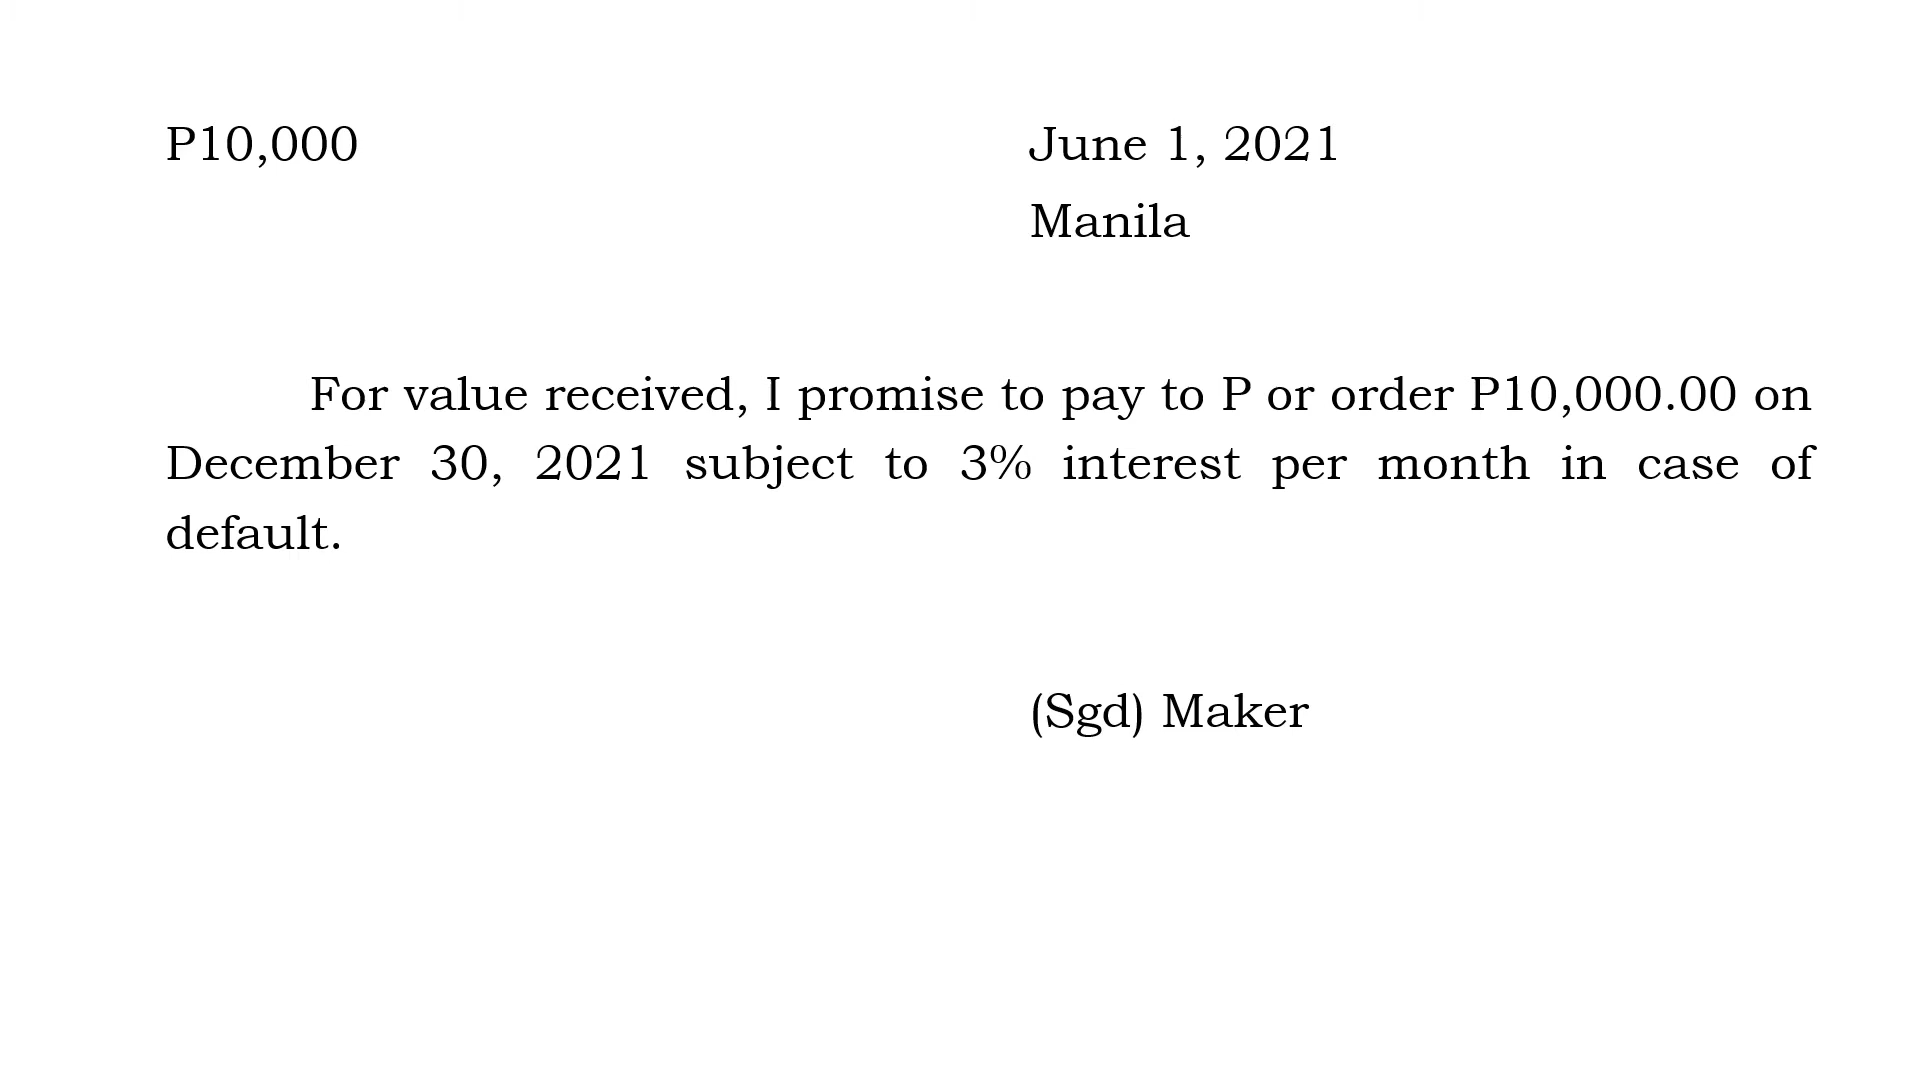 P10,000 June 1, 2021
Manila
For value received, I promise to pay to P or order P10,000.00 on
December 30, 2021 subject to 3% interest per month in case of
default.
(Sgd) Maker